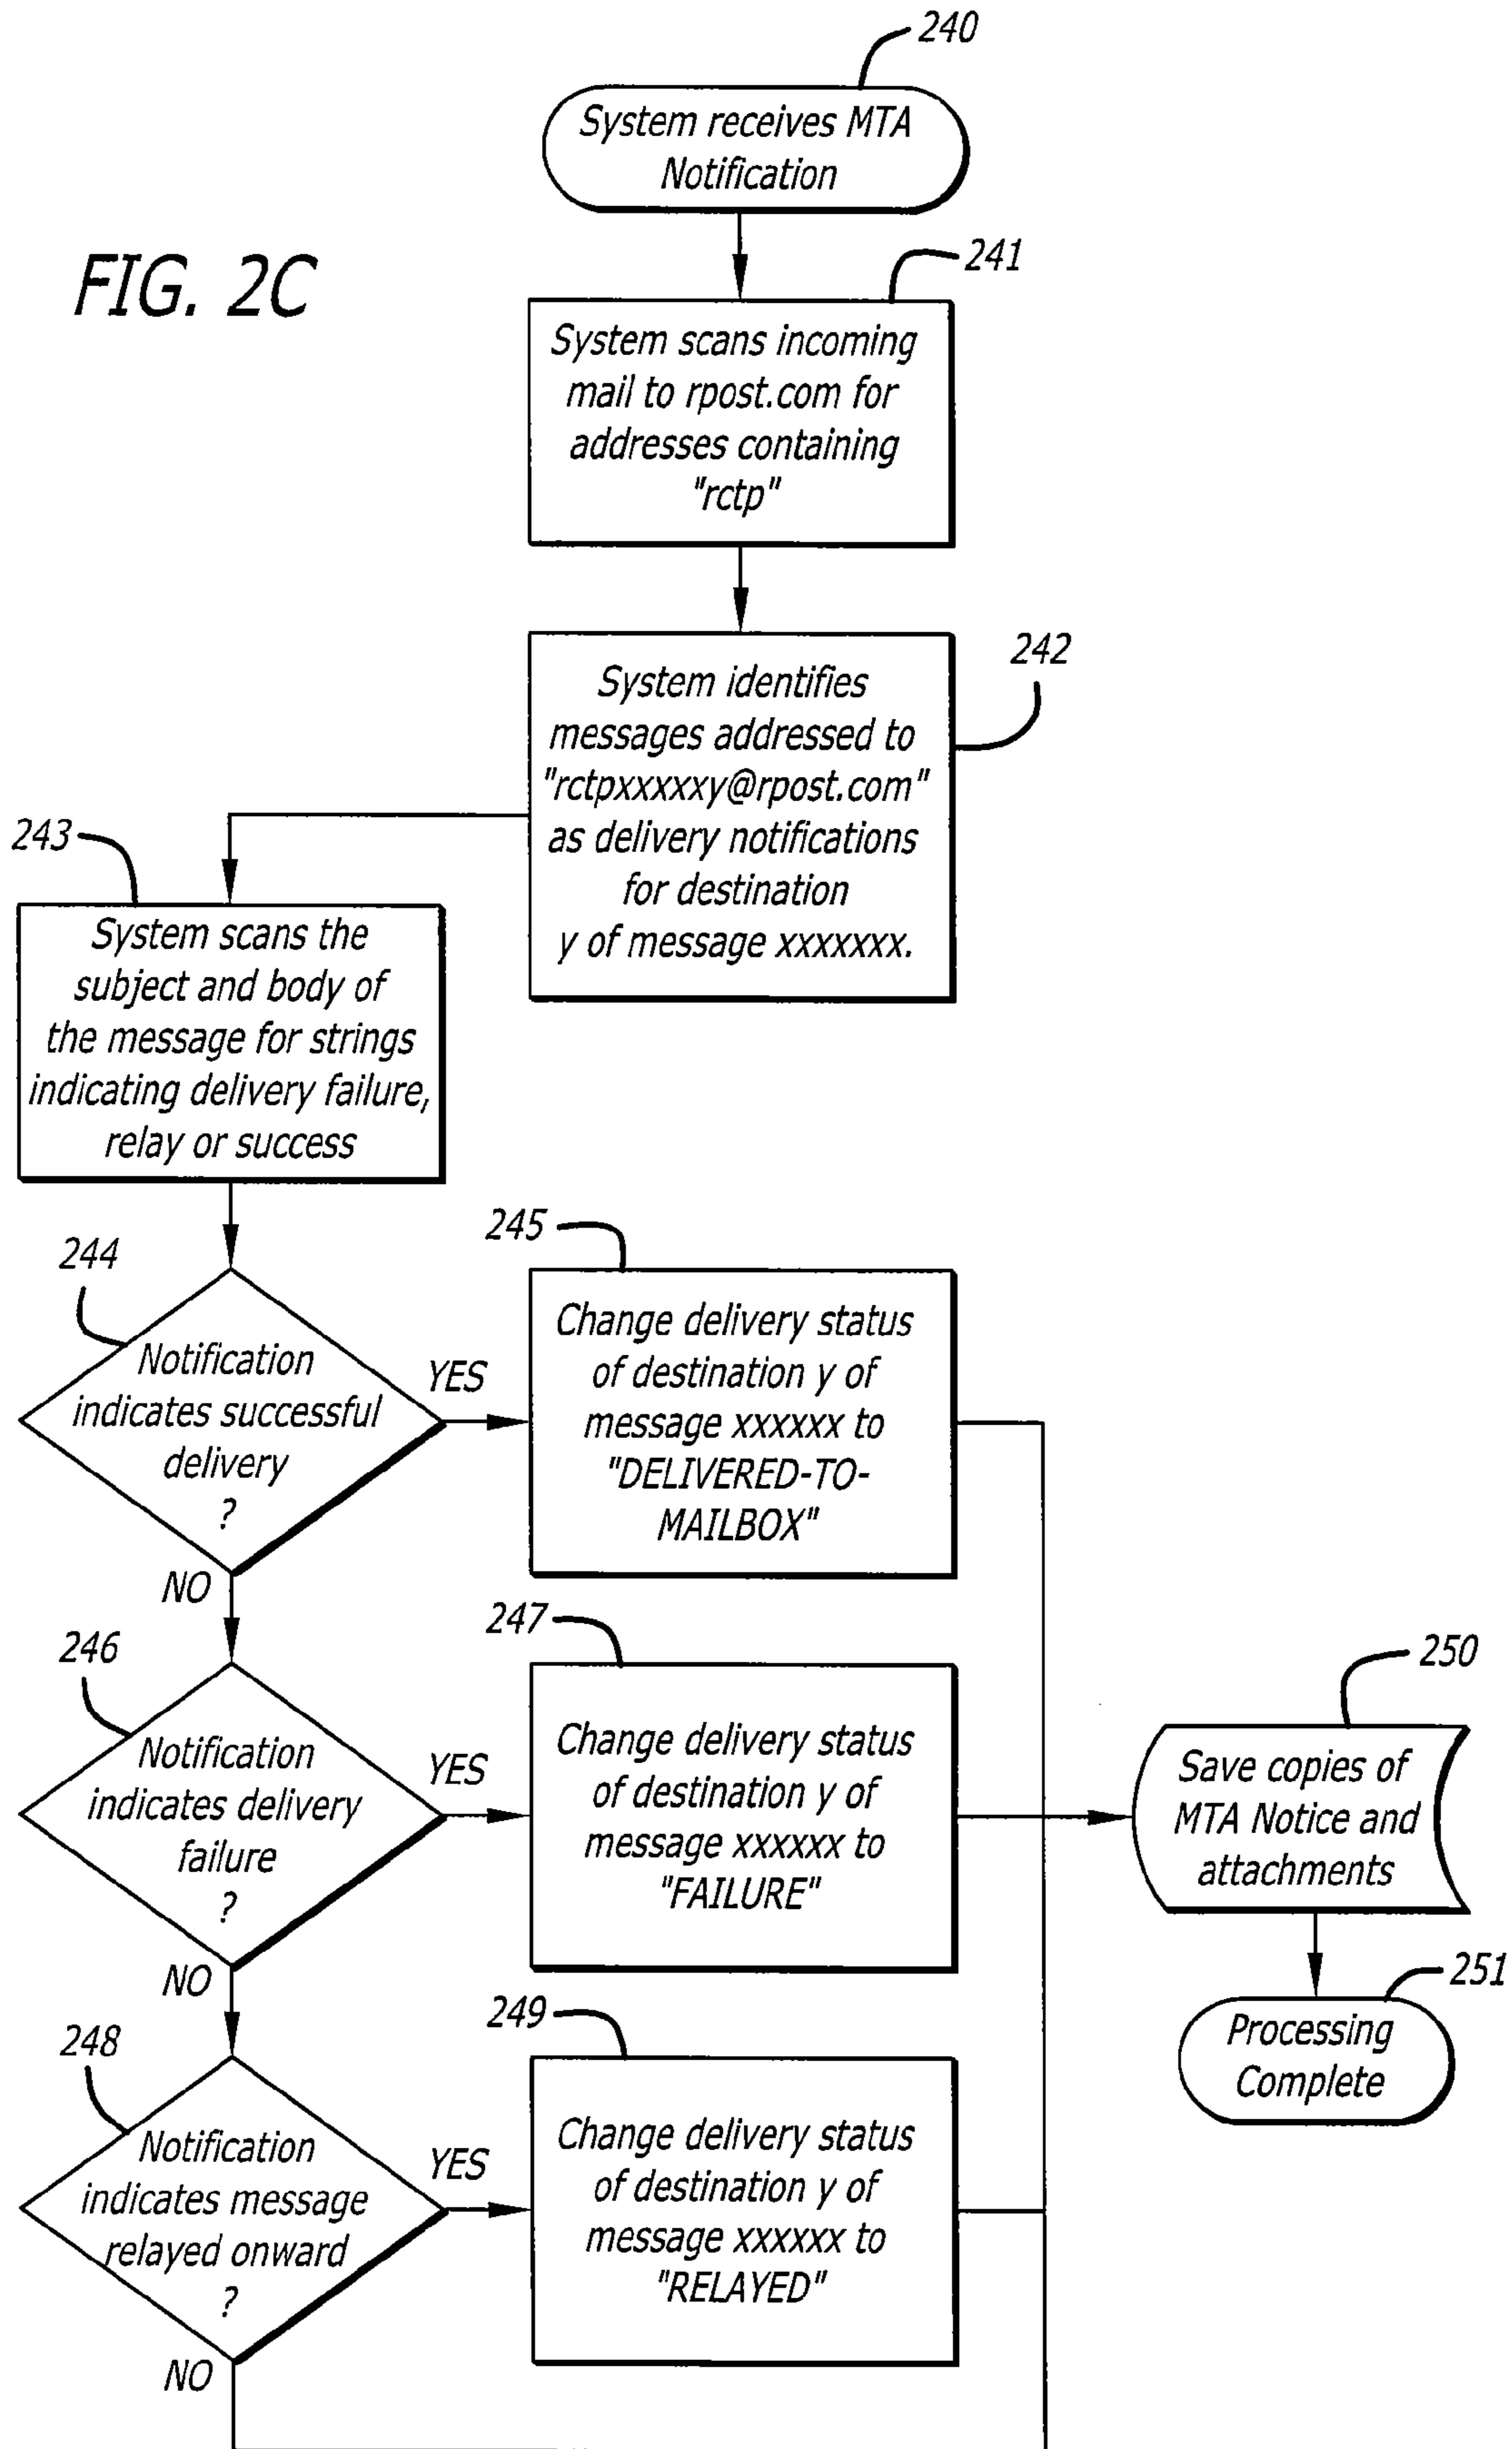 240
System receives MTA
Notification
FIG. 2C
241
System scans incoming
mail to rpost.com for
addresses containing
"rctp"
242
System identifies
messages addressed to
"rctpxxxxxy@rpost.com"
as delivery notifications
for destination
y of message xxxxxxx.
243
System scans the
subject and body of
the message for strings
indicating delivery failure,
relay or success
244
Notification
indicates successful
delivery
?
YES
NO
245
Change delivery status
of destination y of
message xxxxxx to
"DELIVERED-TO-
MAILBOX"
246
Notification
indicates delivery
failure
?
YES
NO
247
Change delivery status
of destination y of
message xxxxxx to
"FAILURE"
248
Notification
indicates message
relayed onward
?
YES
NO
249
Change delivery status
of destination y of
message xxxxxx to
"RELAYED"
250
Save copies of
MTA Notice and
attachments
251
Processing
Complete